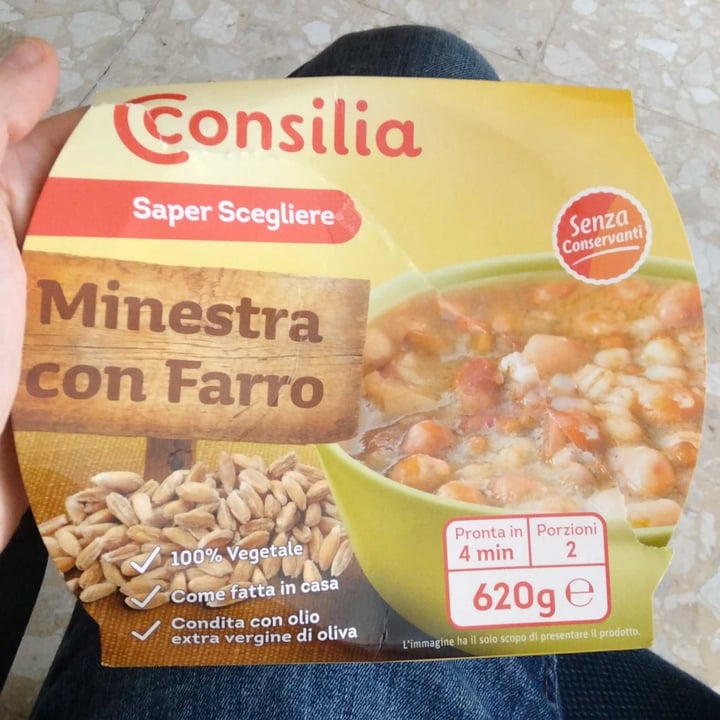 consilia
Saper Scegliere
Senza
Conservanti
Minestra
con Farro
100% Vegetale
Come fatta in casa
Condita con olio
extra vergine di oliva
Pronta in
4 min
Porzioni
2
620g ℮
L'immagine ha il solo scopo di presentare il prodotto.